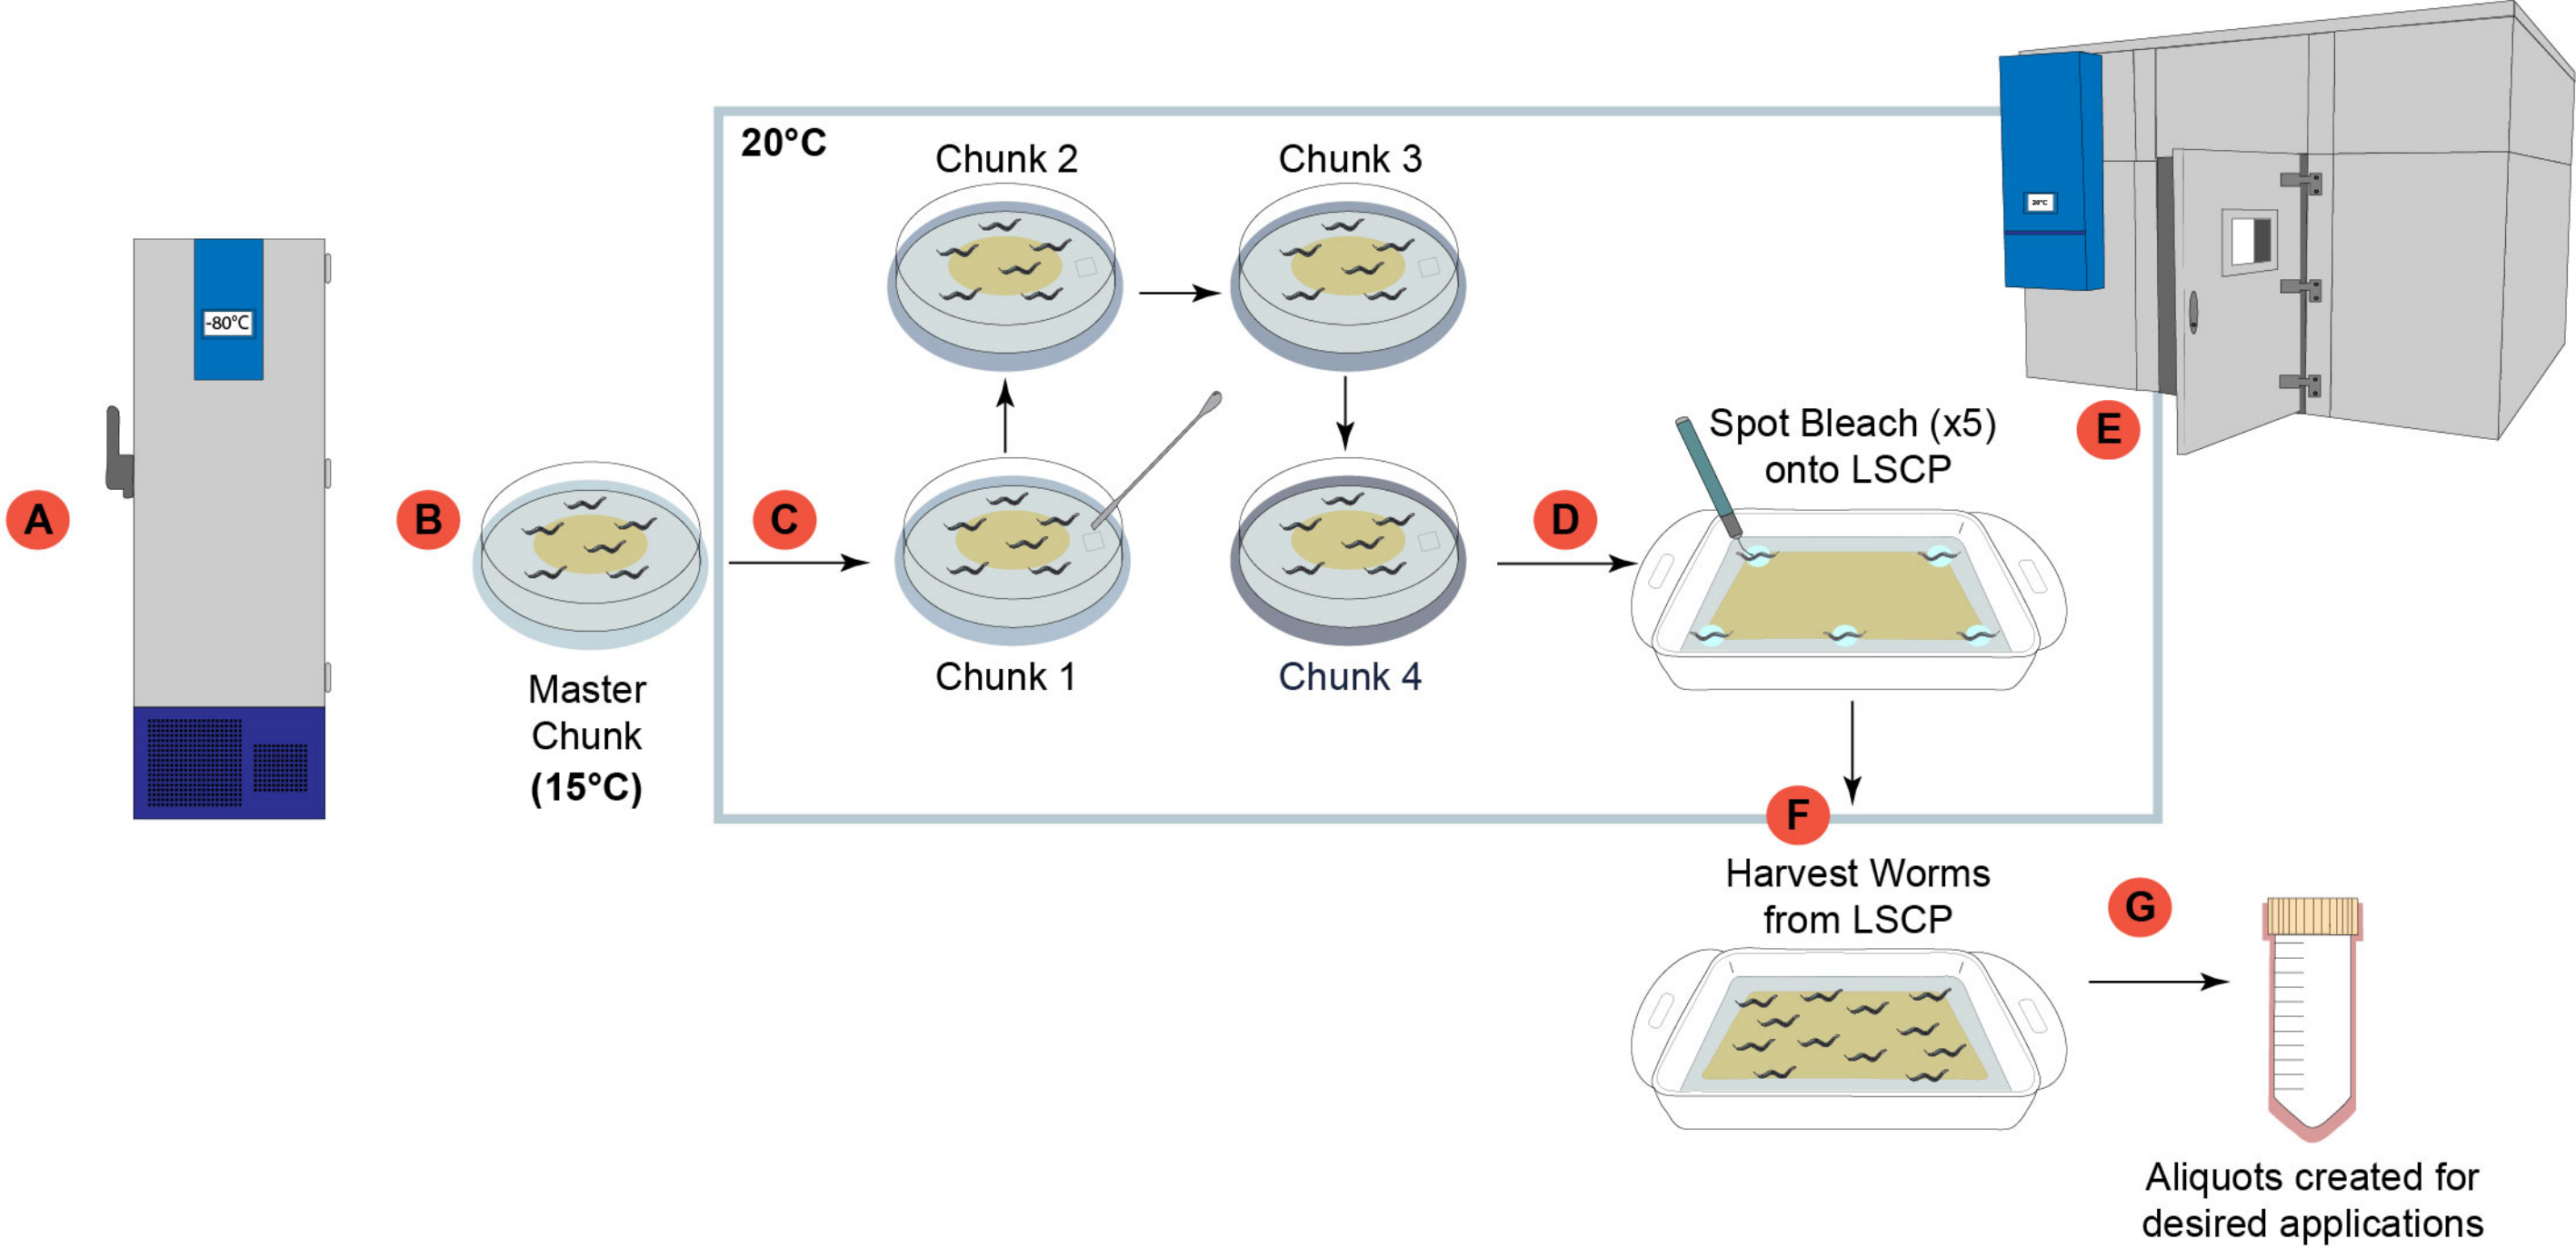 A
-80°C
B
Master
Chunk
(15°C)
20°C
C
Chunk 2
Chunk 3
Chunk 1
Chunk 4
D
Spot Bleach (x5)
onto LSCP
20°C
E
F
Harvest Worms
from LSCP
G
Aliquots created for
desired applications